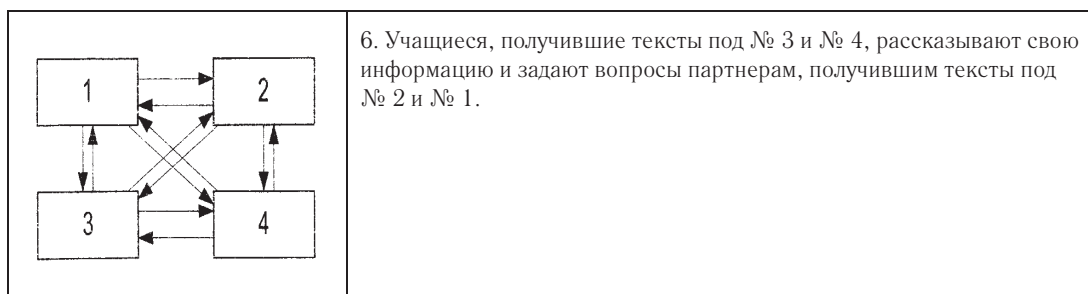 1
2
3
4
6. Учащиеся, получившие тексты под № 3 и № 4, рассказывают свою
информацию и задают вопросы партнерам, получившим тексты под
№ 2 и № 1.